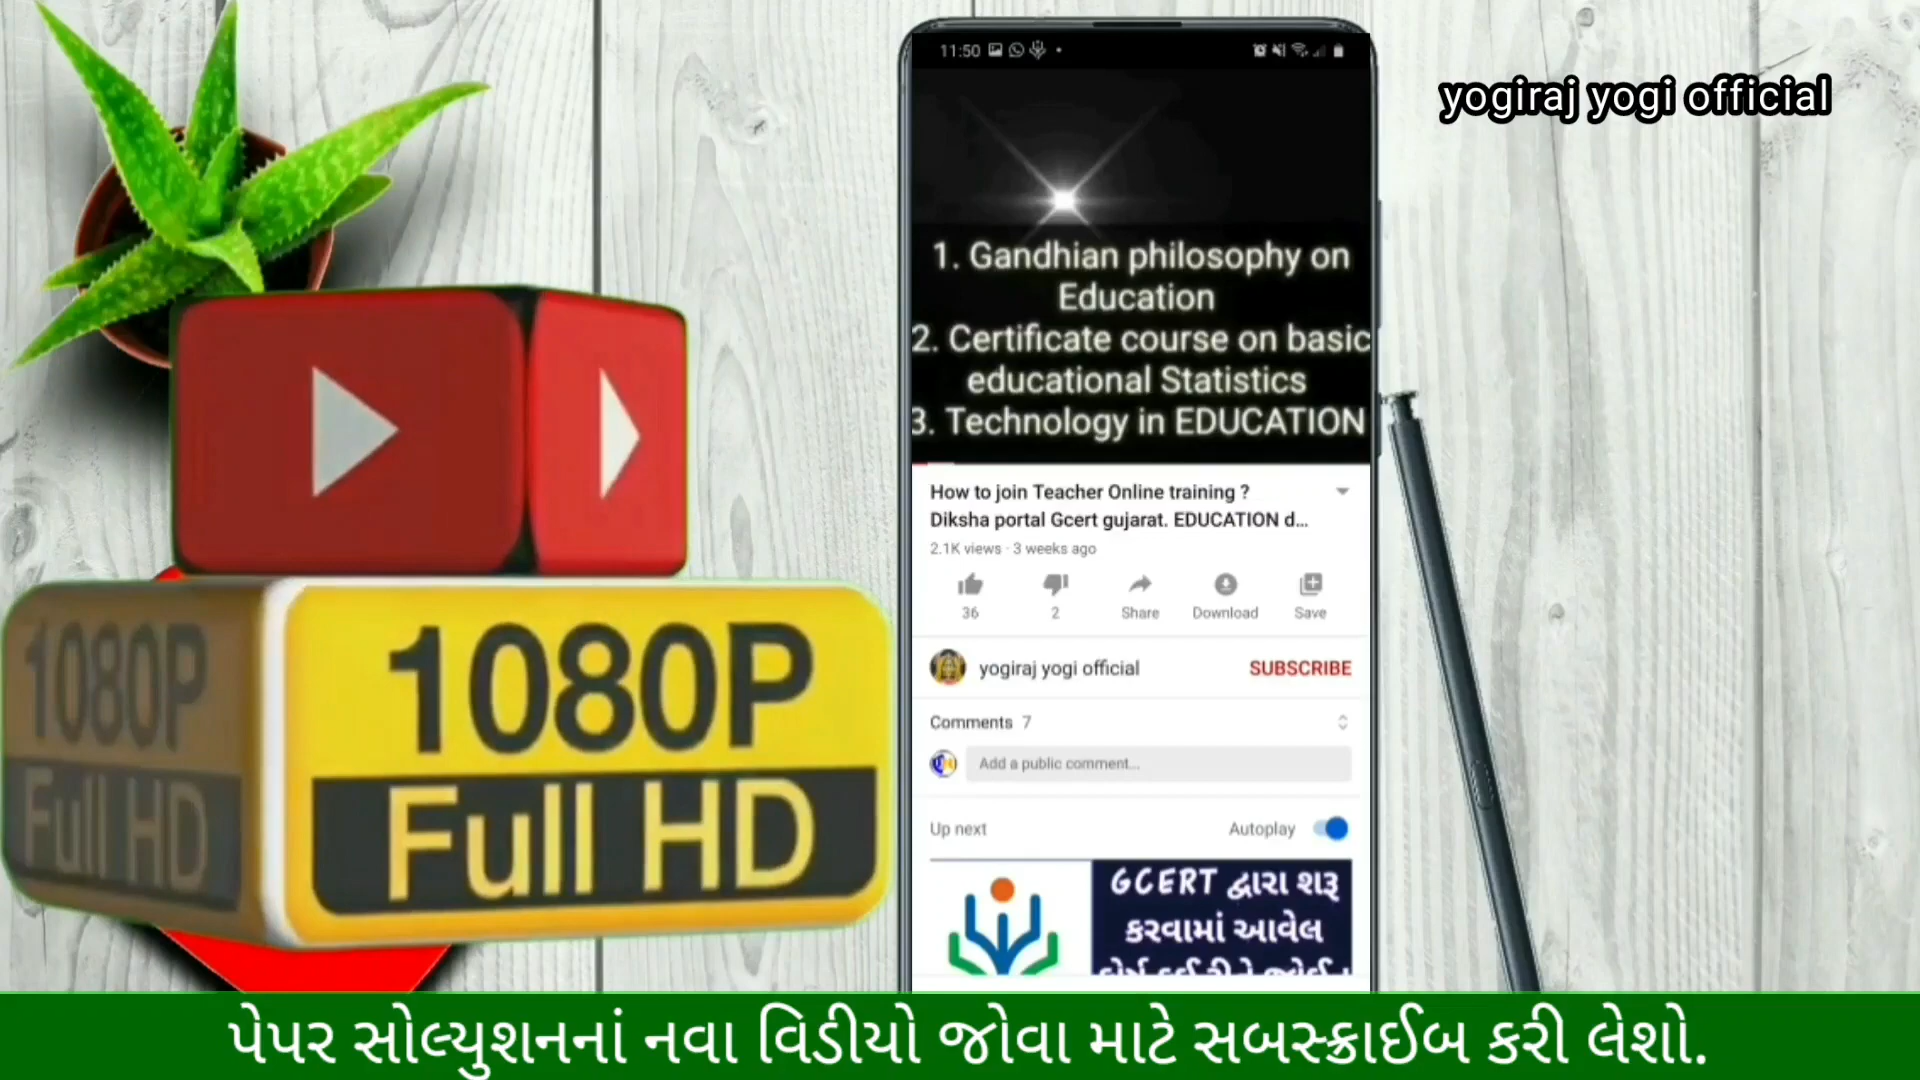 yogiraj yogi official
11:50
1. Gandhian philosophy on
Education
2. Certificate course on basic
educational Statistics
3. Technology in EDUCATION
How to join Teacher Online training ?
Diksha portal Gcert gujarat. EDUCATION d...
2.1K views · 3 weeks ago
36 2 Share Download Save
yogiraj yogi official SUBSCRIBE
Comments 7
Add a public comment...
Up next Autoplay
GCERT દ્વારા શરૂ
કરવામાં આવેલ
1080P
Full HD
1080P
Full HD
પેપર સોલ્યુશનનાં નવા વિડીયો જોવા માટે સબસ્ક્રાઈબ કરી લેશો.